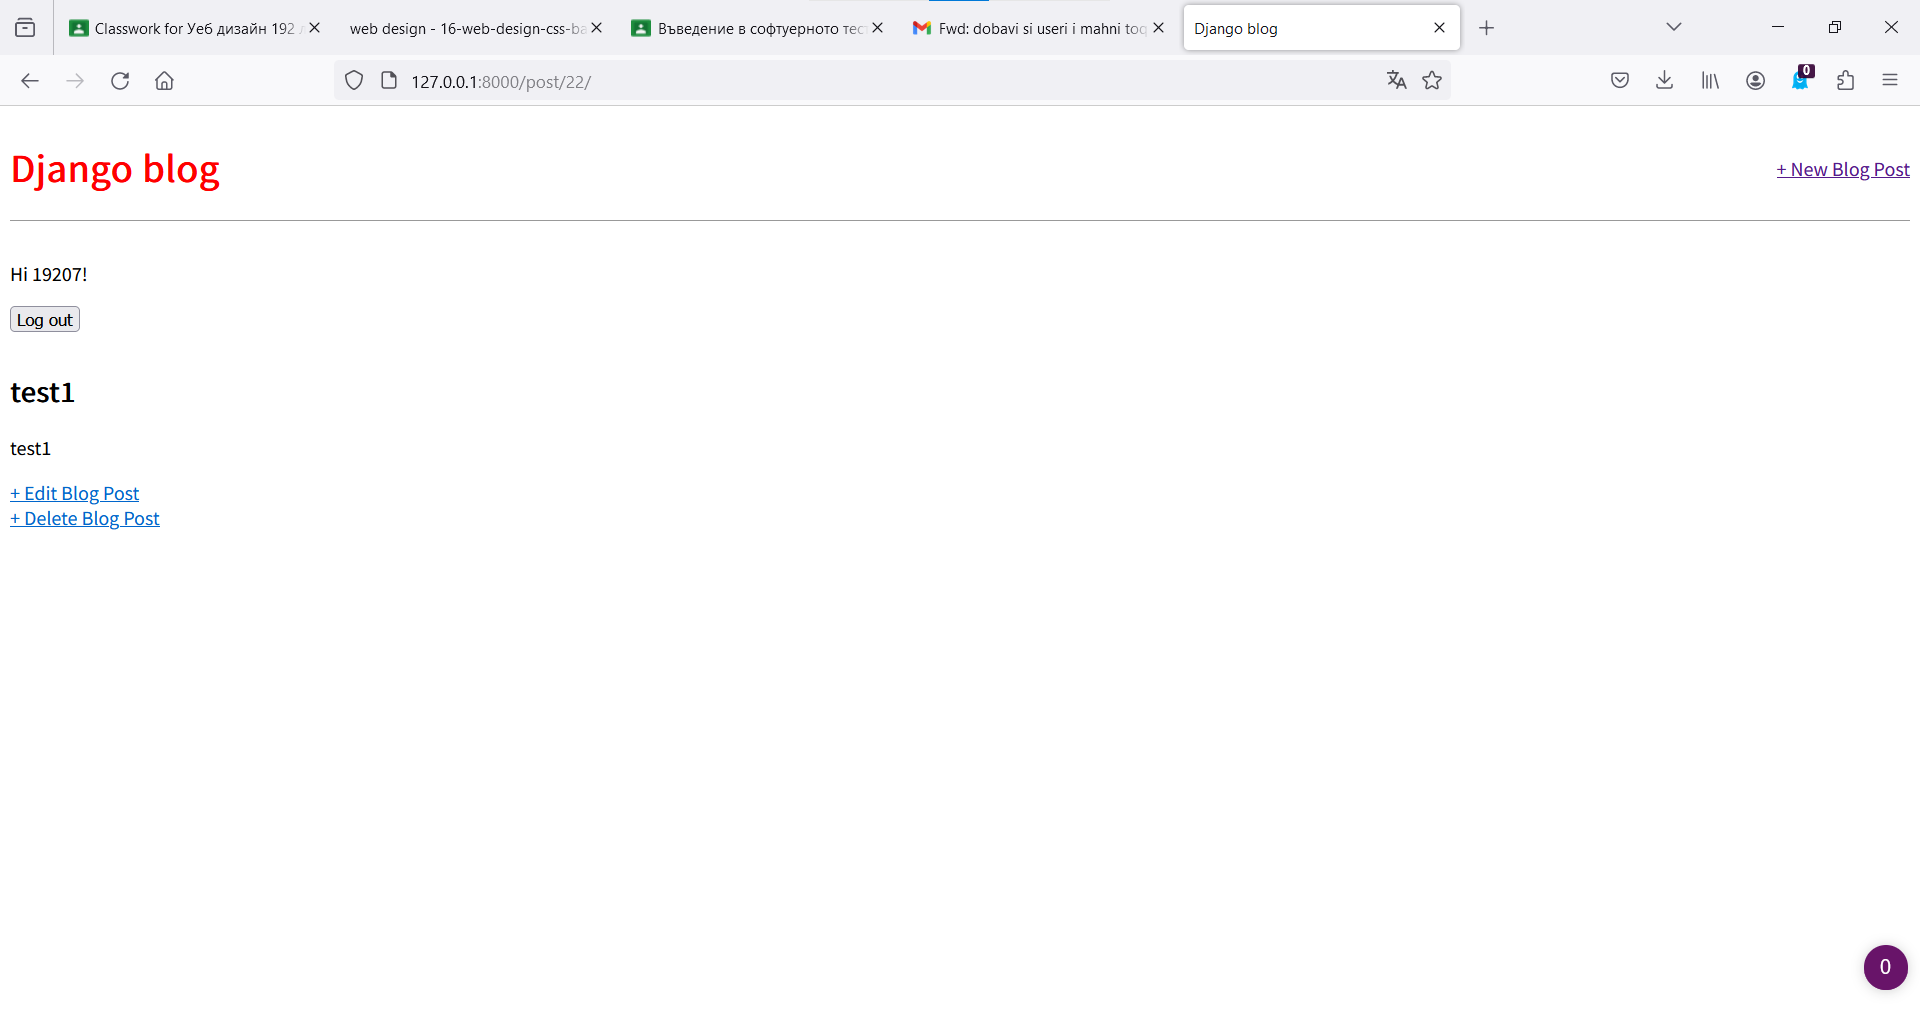 Classwork for Уеб дизайн 192
web design - 16-web-design-css-ba
Въведение в софтуерното тест
Fwd: dobavi si useri i mahni toq
Django blog
127.0.0.1:8000/post/22/
0
Django blog
+ New Blog Post
Hi 19207!
Log out
test1
test1
+ Edit Blog Post
+ Delete Blog Post
0